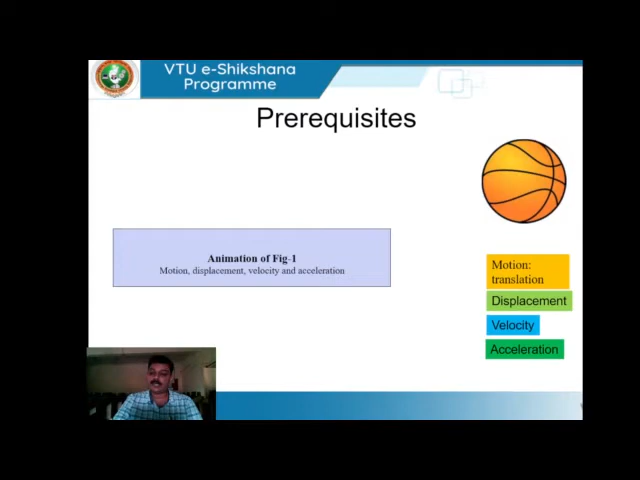 VTU e-Shikshana
Programme
Prerequisites
Animation of Fig-1
Motion, displacement, velocity and acceleration
Motion:
translation
Displacement
Velocity
Acceleration